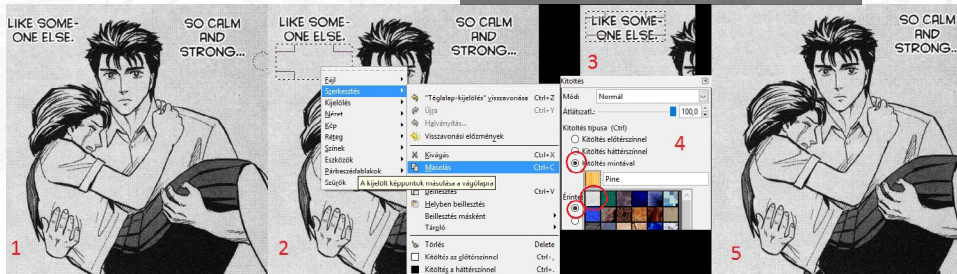 LIKE SOME-
ONE ELSE.
SO CALM
AND
STRONG...
1
LIKE SOME-
ONE ELSE.
SO CALM
AND
STRONG...
2
Fájl
Szerkesztés
Kijelölés
Nézet
Kép
Réteg
Színek
Eszközök
Párbeszédablakok
Szűrők
"Téglalap-kijelölés" visszavonása Ctrl+Z
Újra Ctrl+Y
Halványítás...
Visszavonási előzmények
Kivágás Ctrl+X
Másolás Ctrl+C
A kijelölt képpontok másolása a vágólapra
Beillesztés Ctrl+V
Helyben beillesztés
Beillesztés másként
Tárgló
Törlés Delete
Kitöltés az előtérszínnel Ctrl+,
Kitöltés a háttérszínnel Ctrl+.
LIKE SOME-
ONE ELSE.
3
Kitöltés
Mód: Normál
Átlátszatl.: 100,0
Kitöltés típusa (Ctrl)
Kitöltés előtérszínnel
Kitöltés háttérszínnel
Kitöltés mintával
4
Pine
SO CALM
AND
STRONG...
5